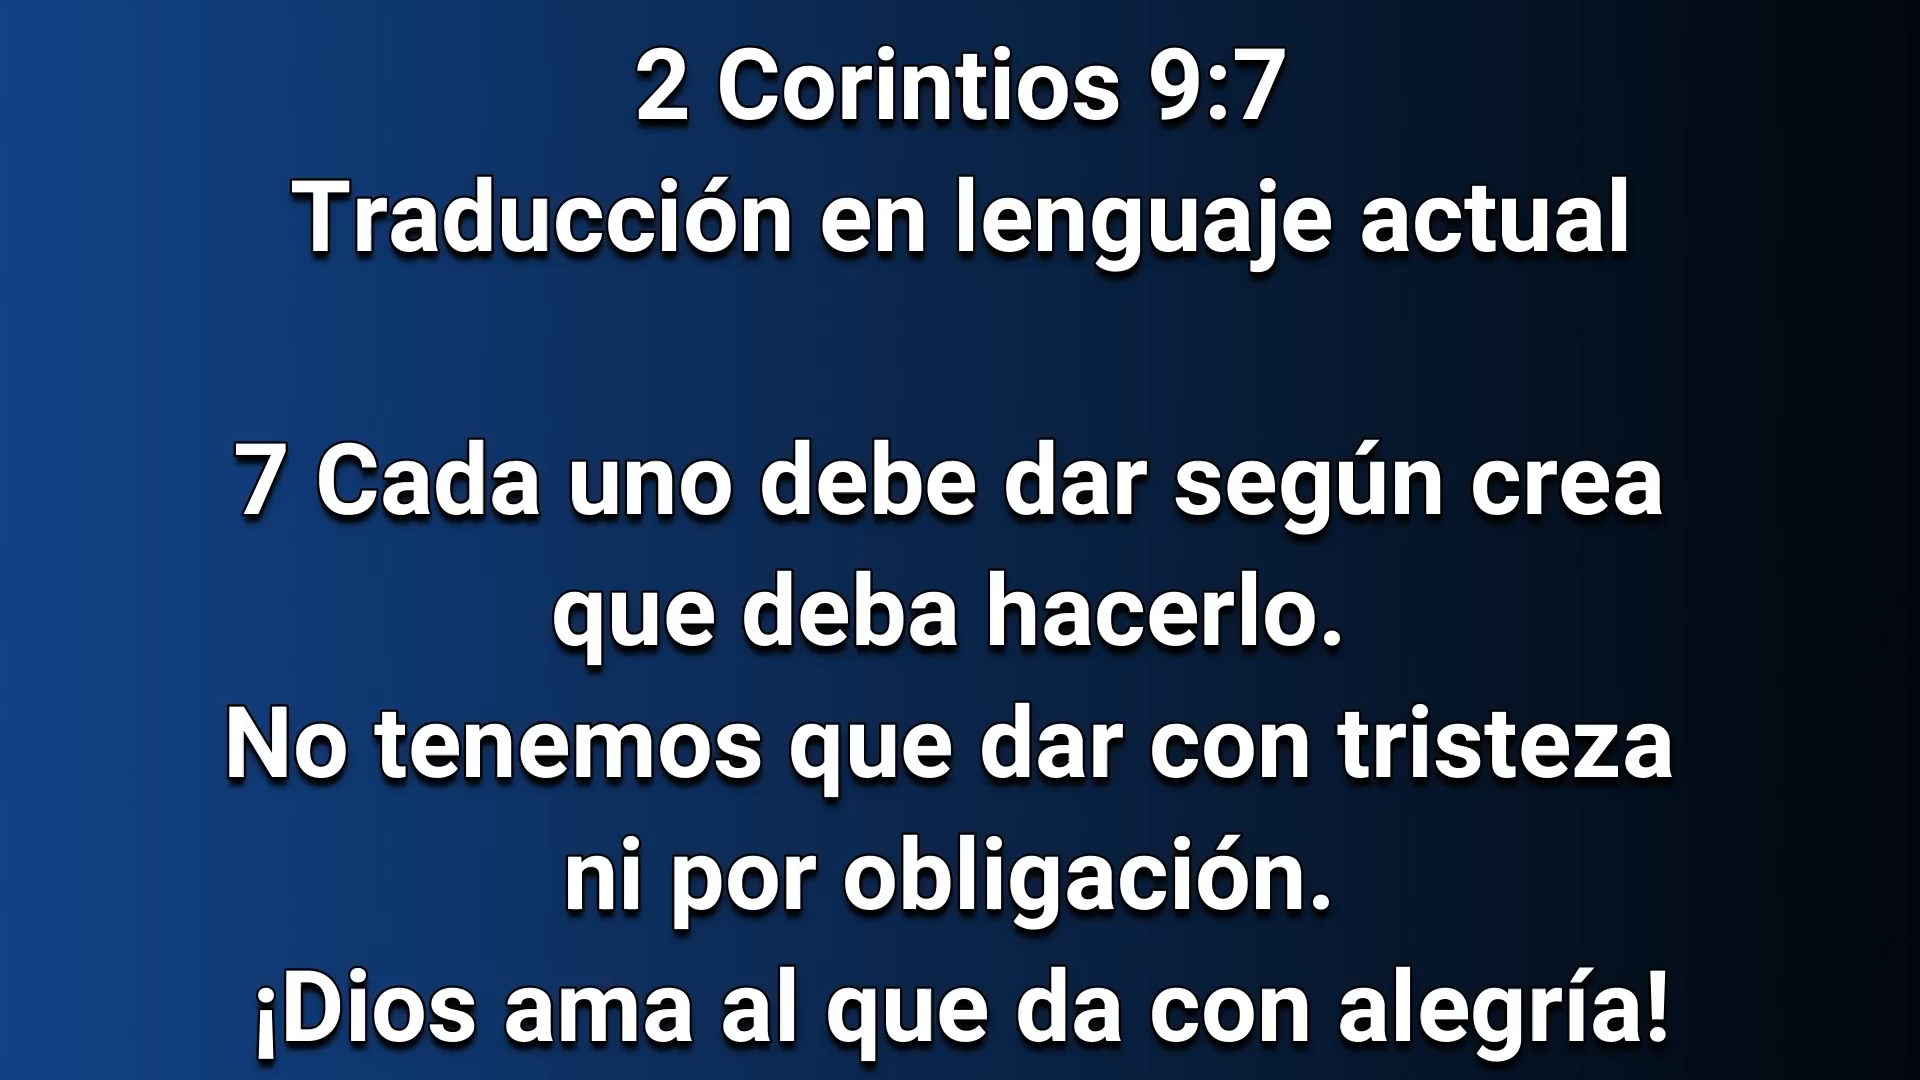 2 Corintios 9:7
Traducción en lenguaje actual
7 Cada uno debe dar según crea
que deba hacerlo.
No tenemos que dar con tristeza
ni por obligación.
¡Dios ama al que da con alegría!